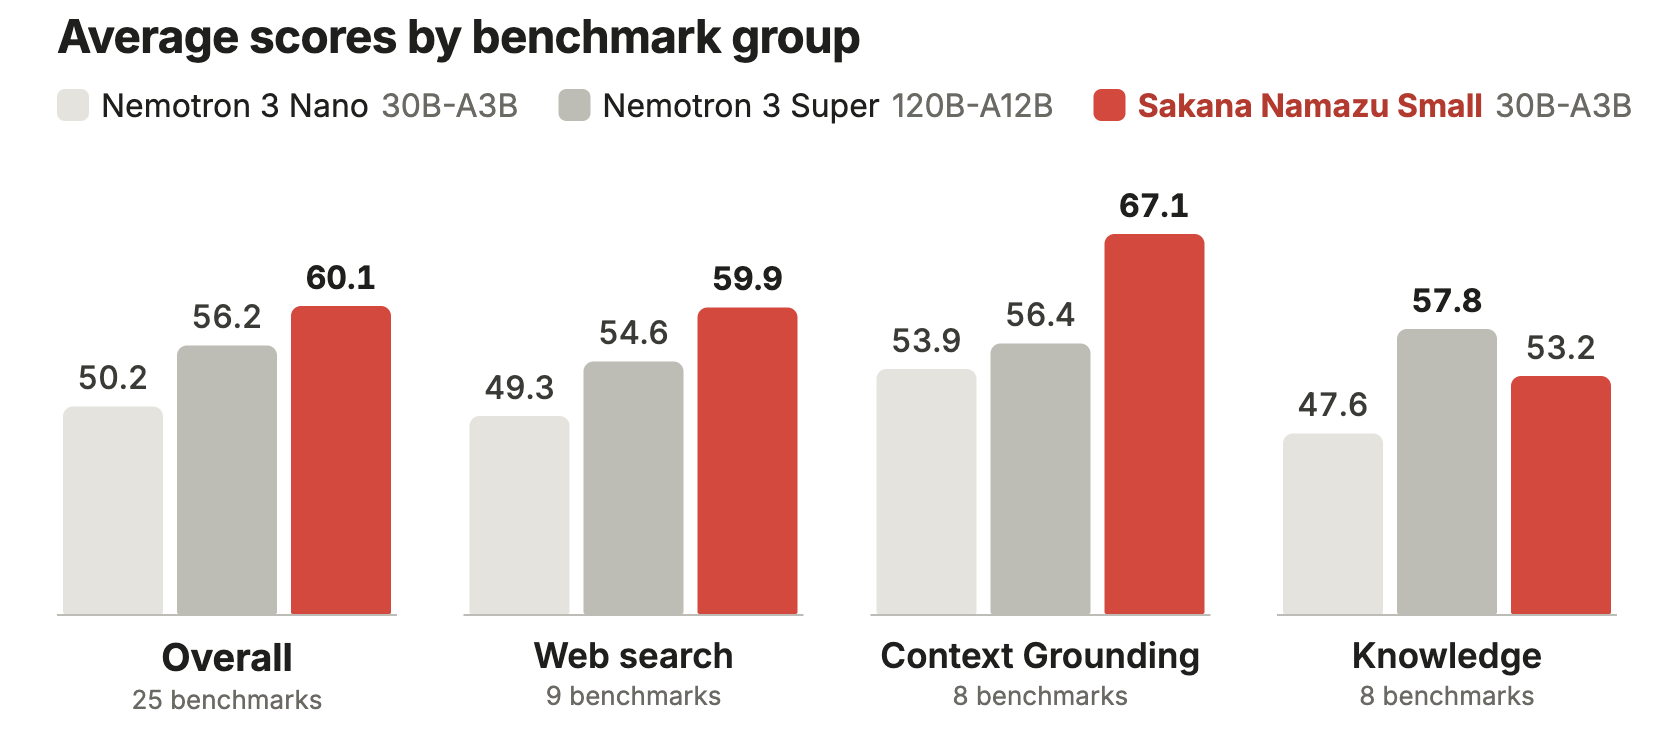 Average scores by benchmark group
Nemotron 3 Nano 30B-A3B Nemotron 3 Super 120B-A12B Sakana Namazu Small 30B-A3B
50.2
56.2
60.1
Overall
25 benchmarks
49.3
54.6
59.9
Web search
9 benchmarks
53.9
56.4
67.1
Context Grounding
8 benchmarks
47.6
57.8
53.2
Knowledge
8 benchmarks